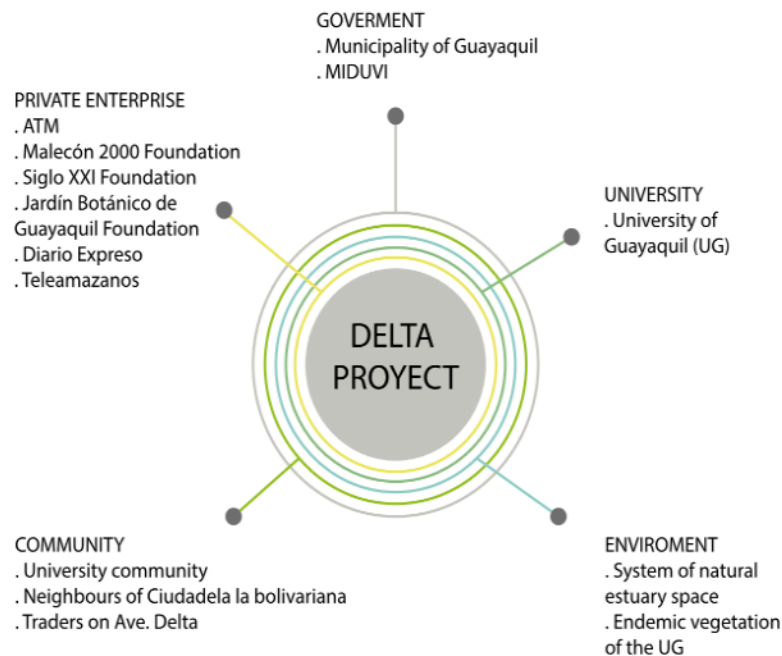 GOVERMENT
. Municipality of Guayaquil
. MIDUVI
PRIVATE ENTERPRISE
. ATM
. Malecón 2000 Foundation
. Siglo XXI Foundation
. Jardín Botánico de
Guayaquil Foundation
. Diario Expreso
. Teleamazanos
UNIVERSITY
. University of
Guayaquil (UG)
DELTA
PROYECT
COMMUNITY
. University community
. Neighbours of Ciudadela la bolivariana
. Traders on Ave. Delta
ENVIROMENT
. System of natural
estuary space
. Endemic vegetation
of the UG